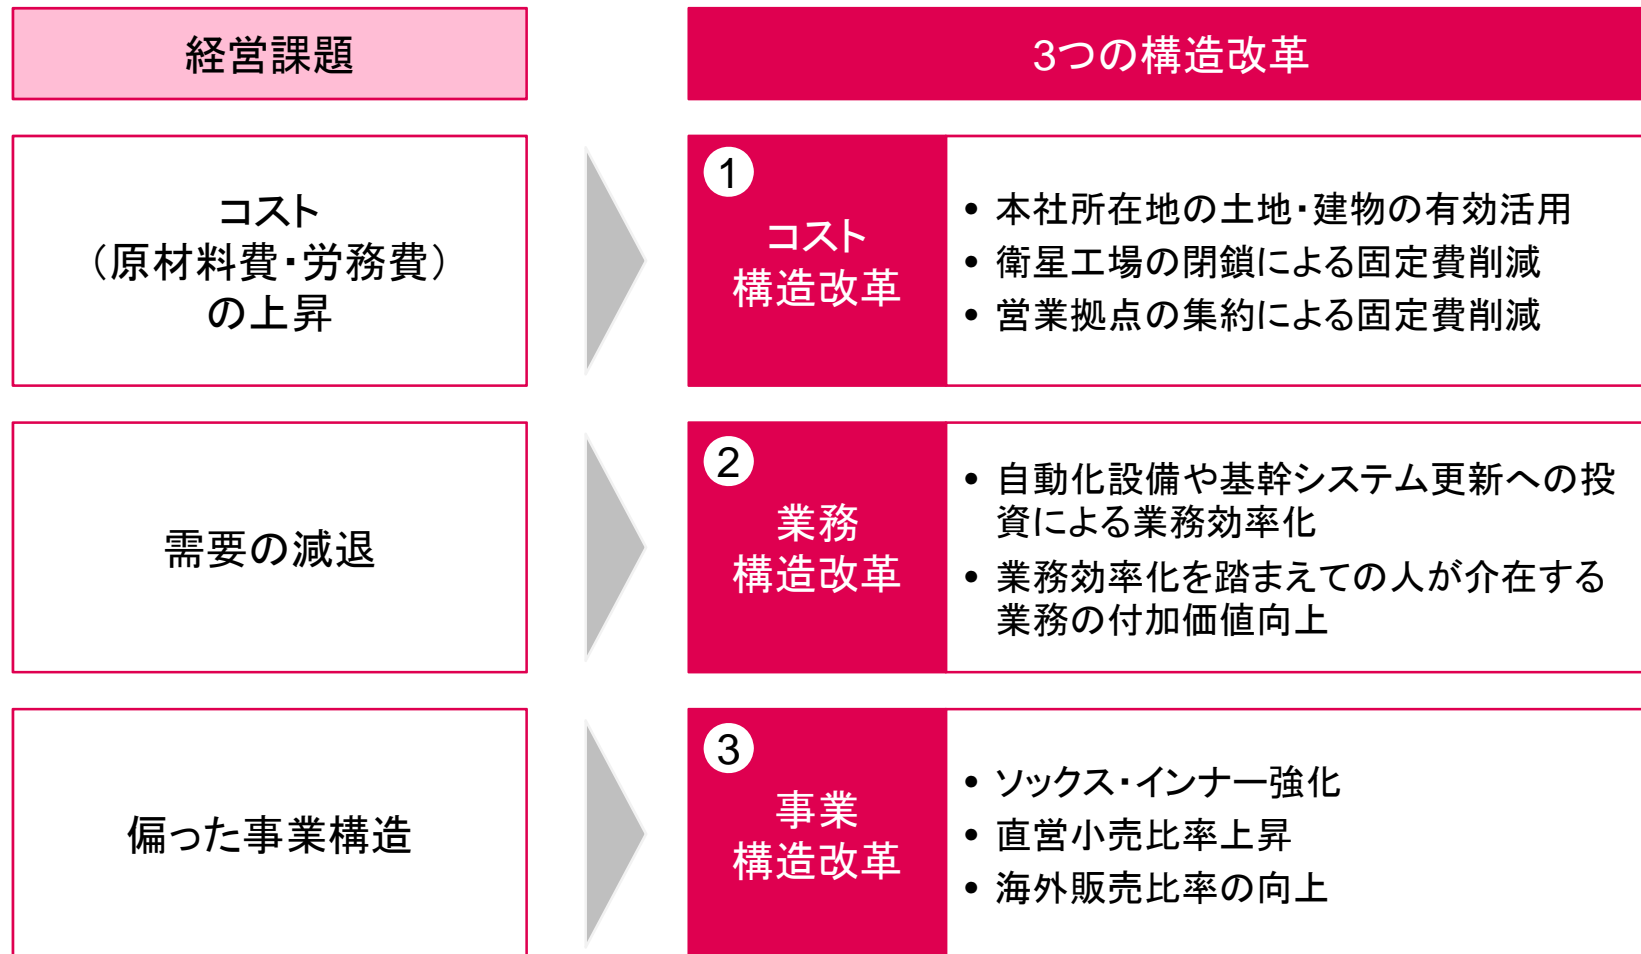 経営課題
3つの構造改革
コスト
（原材料費・労務費）
の上昇
1
コスト
構造改革
• 本社所在地の土地・建物の有効活用
• 衛星工場の閉鎖による固定費削減
• 営業拠点の集約による固定費削減
需要の減退
2
業務
構造改革
• 自動化設備や基幹システム更新への投
資による業務効率化
• 業務効率化を踏まえての人が介在する
業務の付加価値向上
偏った事業構造
3
事業
構造改革
• ソックス・インナー強化
• 直営小売比率上昇
• 海外販売比率の向上